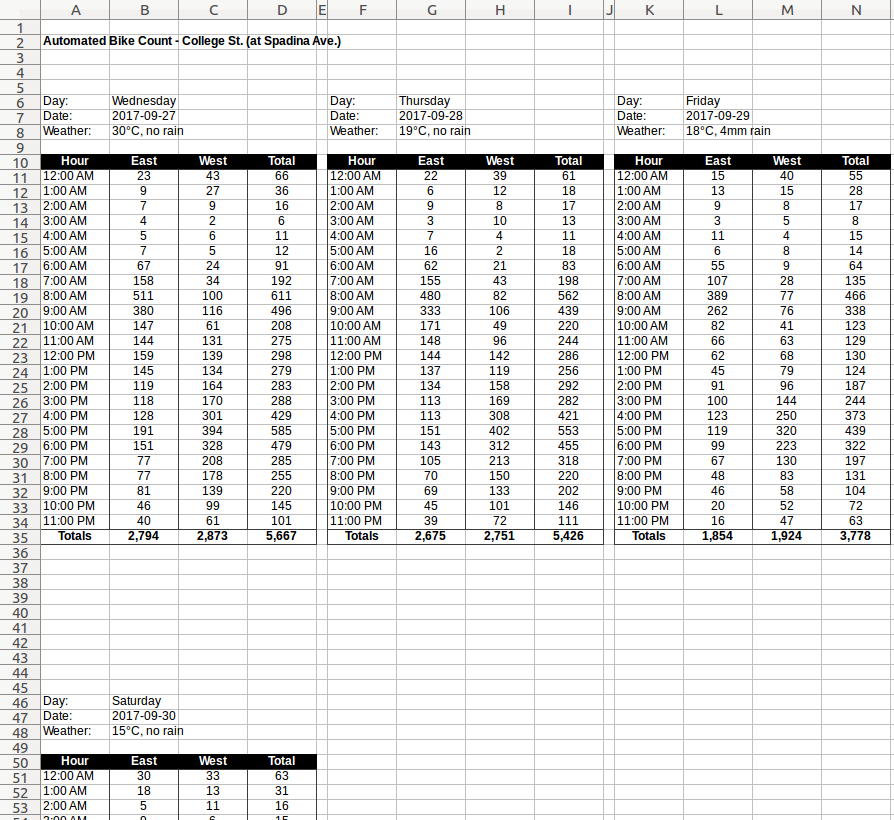 A B C D E F G H I J K L M N
1
2 Automated Bike Count - College St. (at Spadina Ave.)
3
4
5
6 Day: Wednesday Day: Thursday Day: Friday
7 Date: 2017-09-27 Date: 2017-09-28 Date: 2017-09-29
8 Weather: 30°C, no rain Weather: 19°C, no rain Weather: 18°C, 4mm rain
9
10 Hour East West Total Hour East West Total Hour East West Total
11 12:00 AM 23 43 66 12:00 AM 22 39 61 12:00 AM 15 40 55
12 1:00 AM 9 27 36 1:00 AM 6 12 18 1:00 AM 13 15 28
13 2:00 AM 7 9 16 2:00 AM 9 8 17 2:00 AM 9 8 17
14 3:00 AM 4 2 6 3:00 AM 3 10 13 3:00 AM 3 5 8
15 4:00 AM 5 6 11 4:00 AM 7 4 11 4:00 AM 11 4 15
16 5:00 AM 7 5 12 5:00 AM 16 2 18 5:00 AM 6 8 14
17 6:00 AM 67 24 91 6:00 AM 62 21 83 6:00 AM 55 9 64
18 7:00 AM 158 34 192 7:00 AM 155 43 198 7:00 AM 107 28 135
19 8:00 AM 511 100 611 8:00 AM 480 82 562 8:00 AM 389 77 466
20 9:00 AM 380 116 496 9:00 AM 333 106 439 9:00 AM 262 76 338
21 10:00 AM 147 61 208 10:00 AM 171 49 220 10:00 AM 82 41 123
22 11:00 AM 144 131 275 11:00 AM 148 96 244 11:00 AM 66 63 129
23 12:00 PM 159 139 298 12:00 PM 144 142 286 12:00 PM 62 68 130
24 1:00 PM 145 134 279 1:00 PM 137 119 256 1:00 PM 45 79 124
25 2:00 PM 119 164 283 2:00 PM 134 158 292 2:00 PM 91 96 187
26 3:00 PM 118 170 288 3:00 PM 113 169 282 3:00 PM 100 144 244
27 4:00 PM 128 301 429 4:00 PM 113 308 421 4:00 PM 123 250 373
28 5:00 PM 191 394 585 5:00 PM 151 402 553 5:00 PM 119 320 439
29 6:00 PM 151 328 479 6:00 PM 143 312 455 6:00 PM 99 223 322
30 7:00 PM 77 208 285 7:00 PM 105 213 318 7:00 PM 67 130 197
31 8:00 PM 77 178 255 8:00 PM 70 150 220 8:00 PM 48 83 131
32 9:00 PM 81 139 220 9:00 PM 69 133 202 9:00 PM 46 58 104
33 10:00 PM 46 99 145 10:00 PM 45 101 146 10:00 PM 20 52 72
34 11:00 PM 40 61 101 11:00 PM 39 72 111 11:00 PM 16 47 63
35 Totals 2,794 2,873 5,667 Totals 2,675 2,751 5,426 Totals 1,854 1,924 3,778
36
37
38
39
40
41
42
43
44
45
46 Day: Saturday
47 Date: 2017-09-30
48 Weather: 15°C, no rain
49
50 Hour East West Total
51 12:00 AM 30 33 63
52 1:00 AM 18 13 31
53 2:00 AM 5 11 16